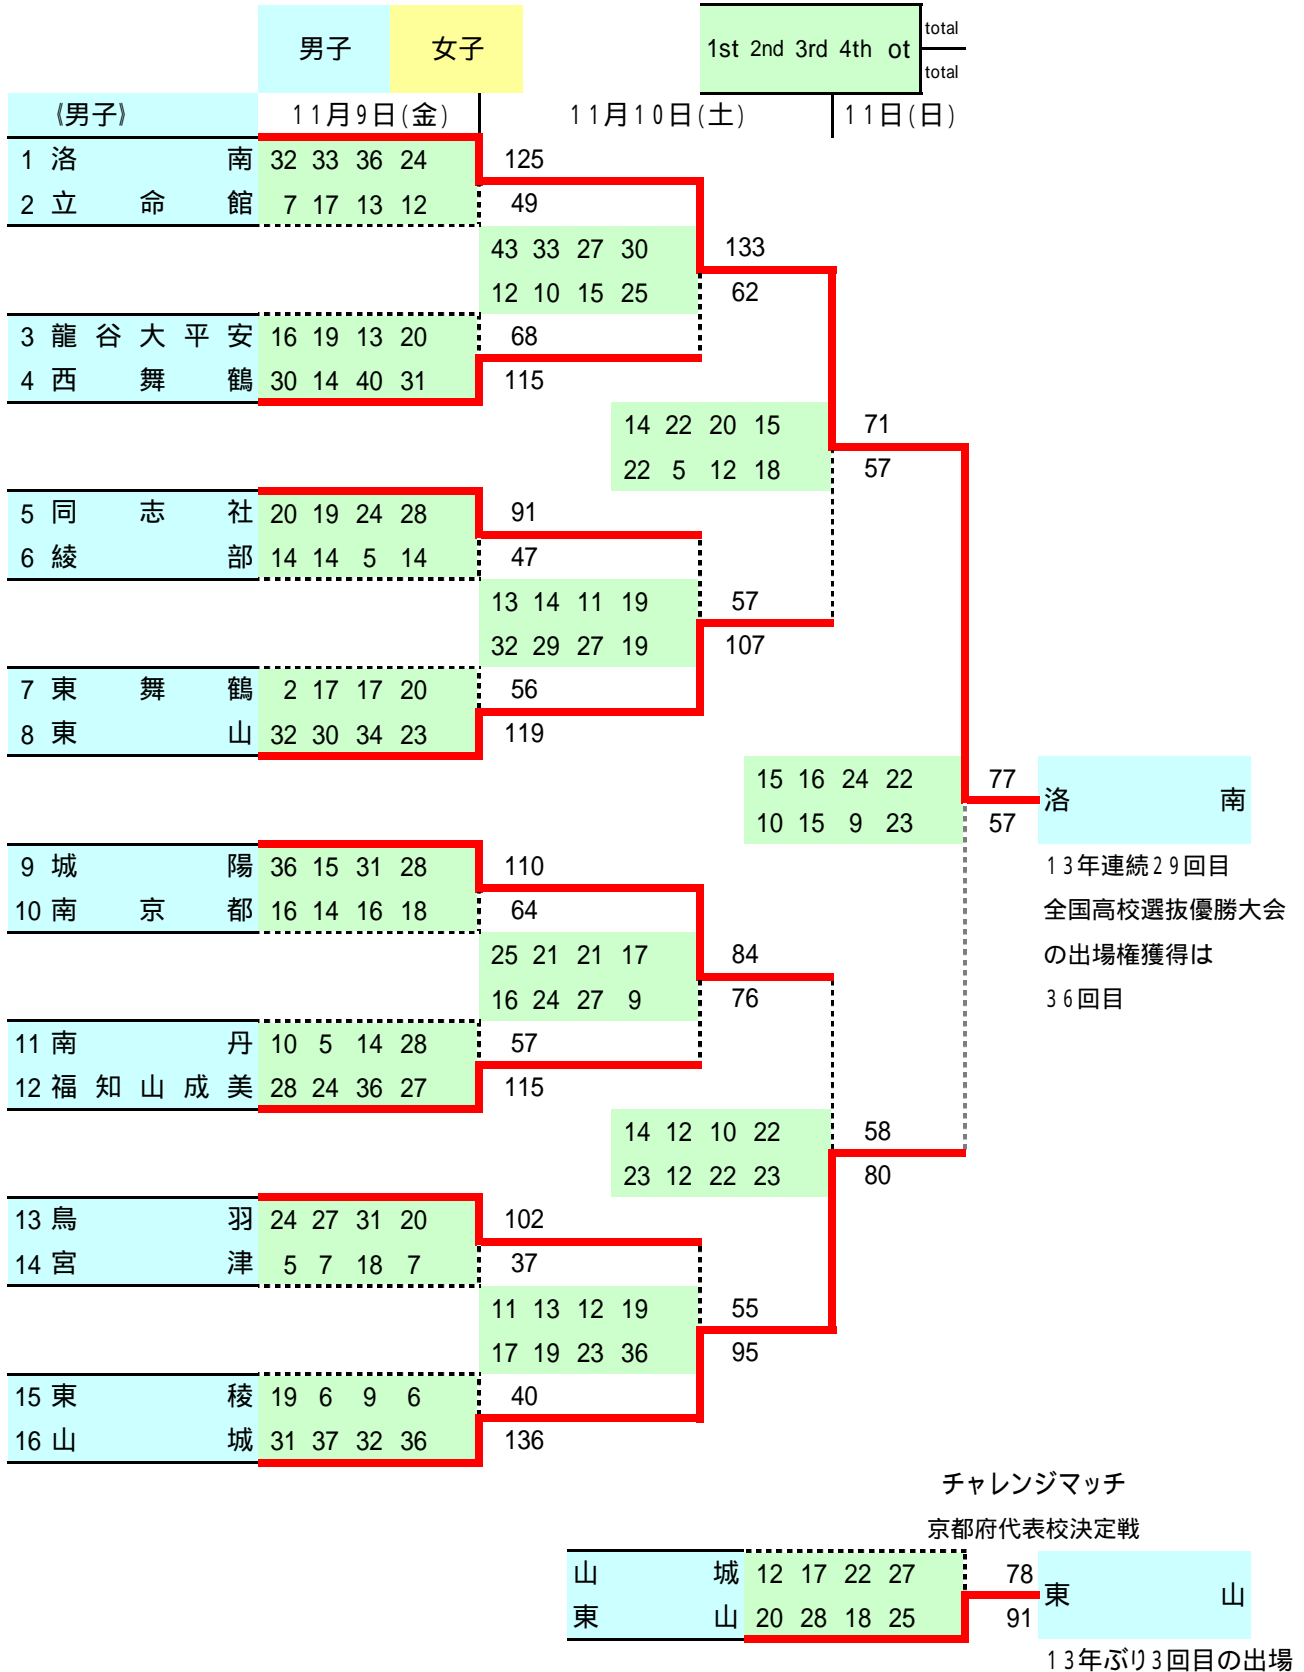 男子 女子
1st 2nd 3rd 4th ot total
total
《男子》 11月9日(金) 11月10日(土) 11日(日)
1 洛南 32 33 36 24 125
2 立命館 7 17 13 12 49
43 33 27 30 133
12 10 15 25 62
3 龍谷大平安 16 19 13 20 68
4 西舞鶴 30 14 40 31 115
14 22 20 15 71
22 5 12 18 57
5 同志社 20 19 24 28 91
6 綾部 14 14 5 14 47
13 14 11 19 57
32 29 27 19 107
7 東舞鶴 2 17 17 20 56
8 東山 32 30 34 23 119
15 16 24 22 77 洛南
10 15 9 23 57
9 城陽 36 15 31 28 110
13年連続29回目
10 南京都 16 14 16 18 64
全国高校選抜優勝大会
25 21 21 17 84
の出場権獲得は
16 24 27 9 76
36回目
11 南丹 10 5 14 28 57
12 福知山成美 28 24 36 27 115
14 12 10 22 58
23 12 22 23 80
13 鳥羽 24 27 31 20 102
14 宮津 5 7 18 7 37
11 13 12 19 55
17 19 23 36 95
15 東稜 19 6 9 6 40
16 山城 31 37 32 36 136
チャレンジマッチ
京都府代表校決定戦
山城 12 17 22 27 78 東山
東山 20 28 18 25 91
13年ぶり3回目の出場